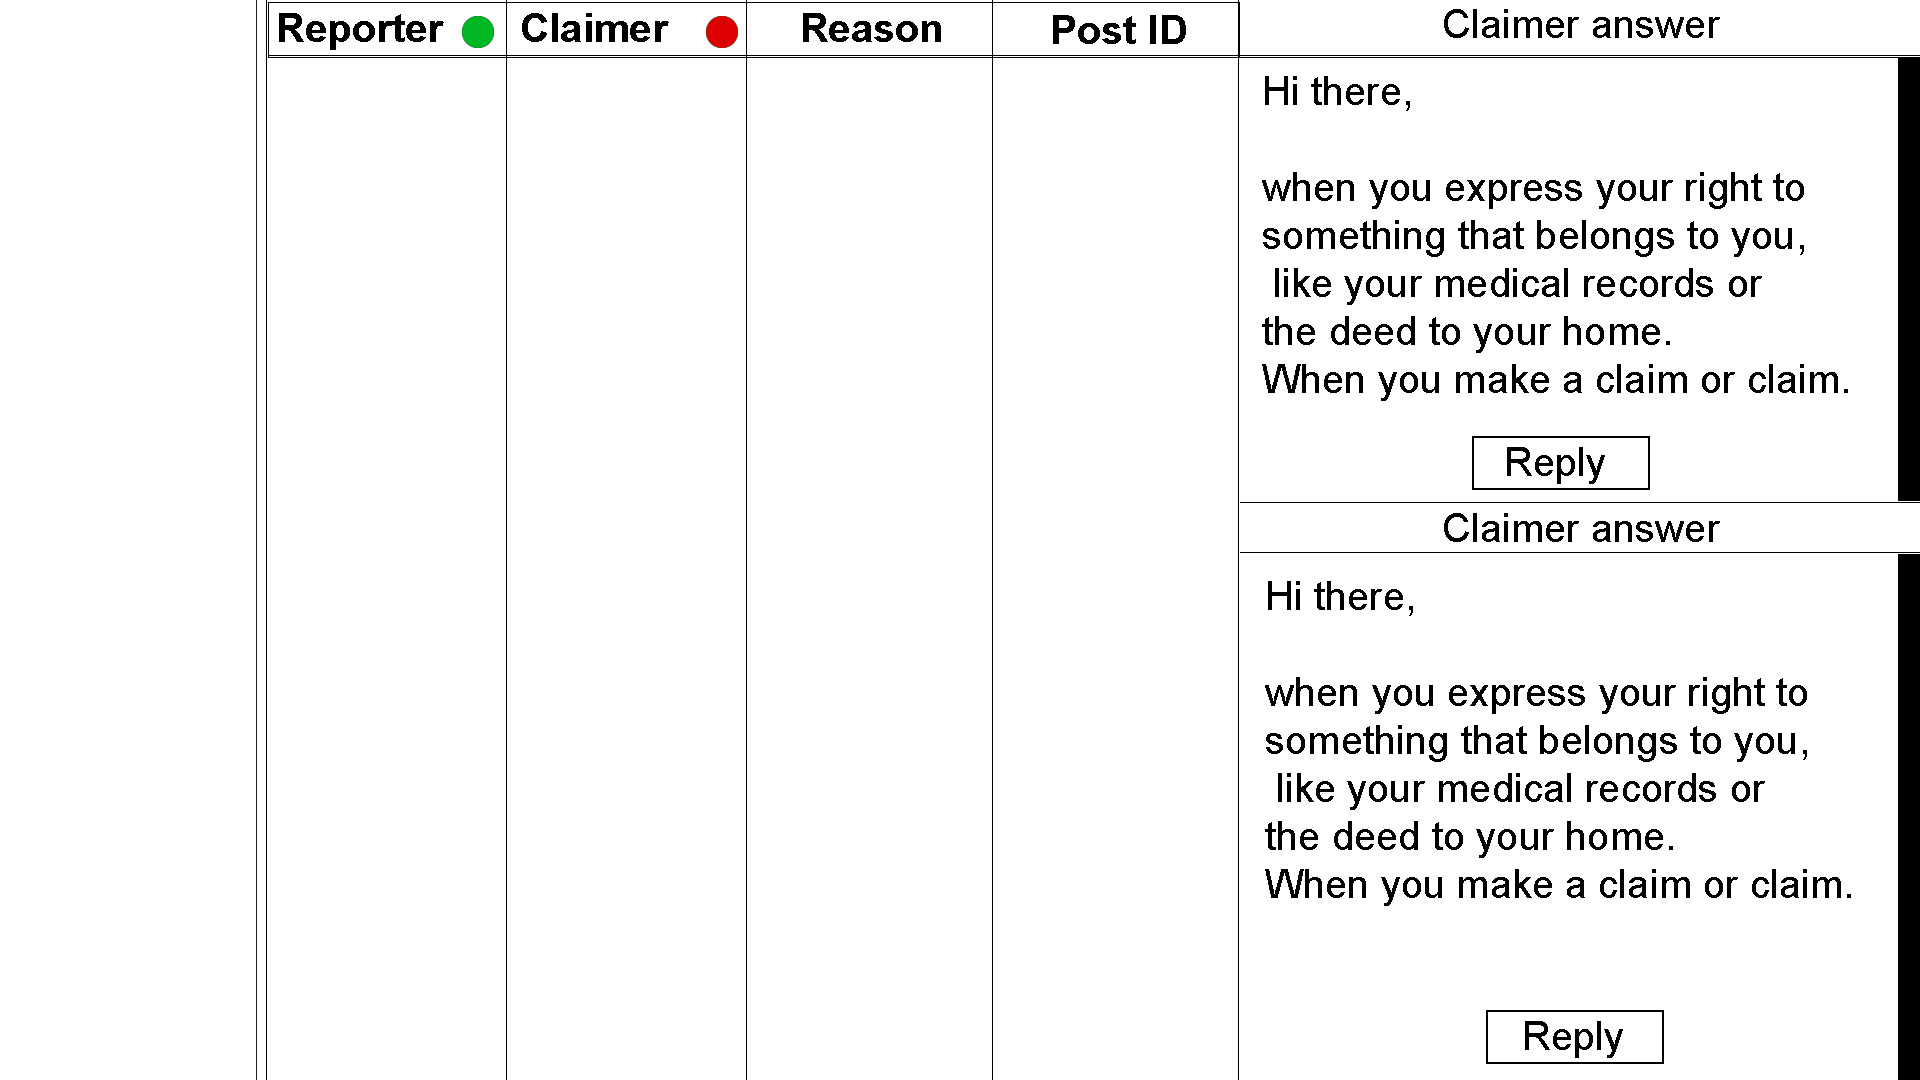 Reporter
Claimer
Reason
Post ID
Claimer answer
Hi there,
when you express your right to
something that belongs to you,
like your medical records or
the deed to your home.
When you make a claim or claim.
Reply
Claimer answer
Hi there,
when you express your right to
something that belongs to you,
like your medical records or
the deed to your home.
When you make a claim or claim.
Reply